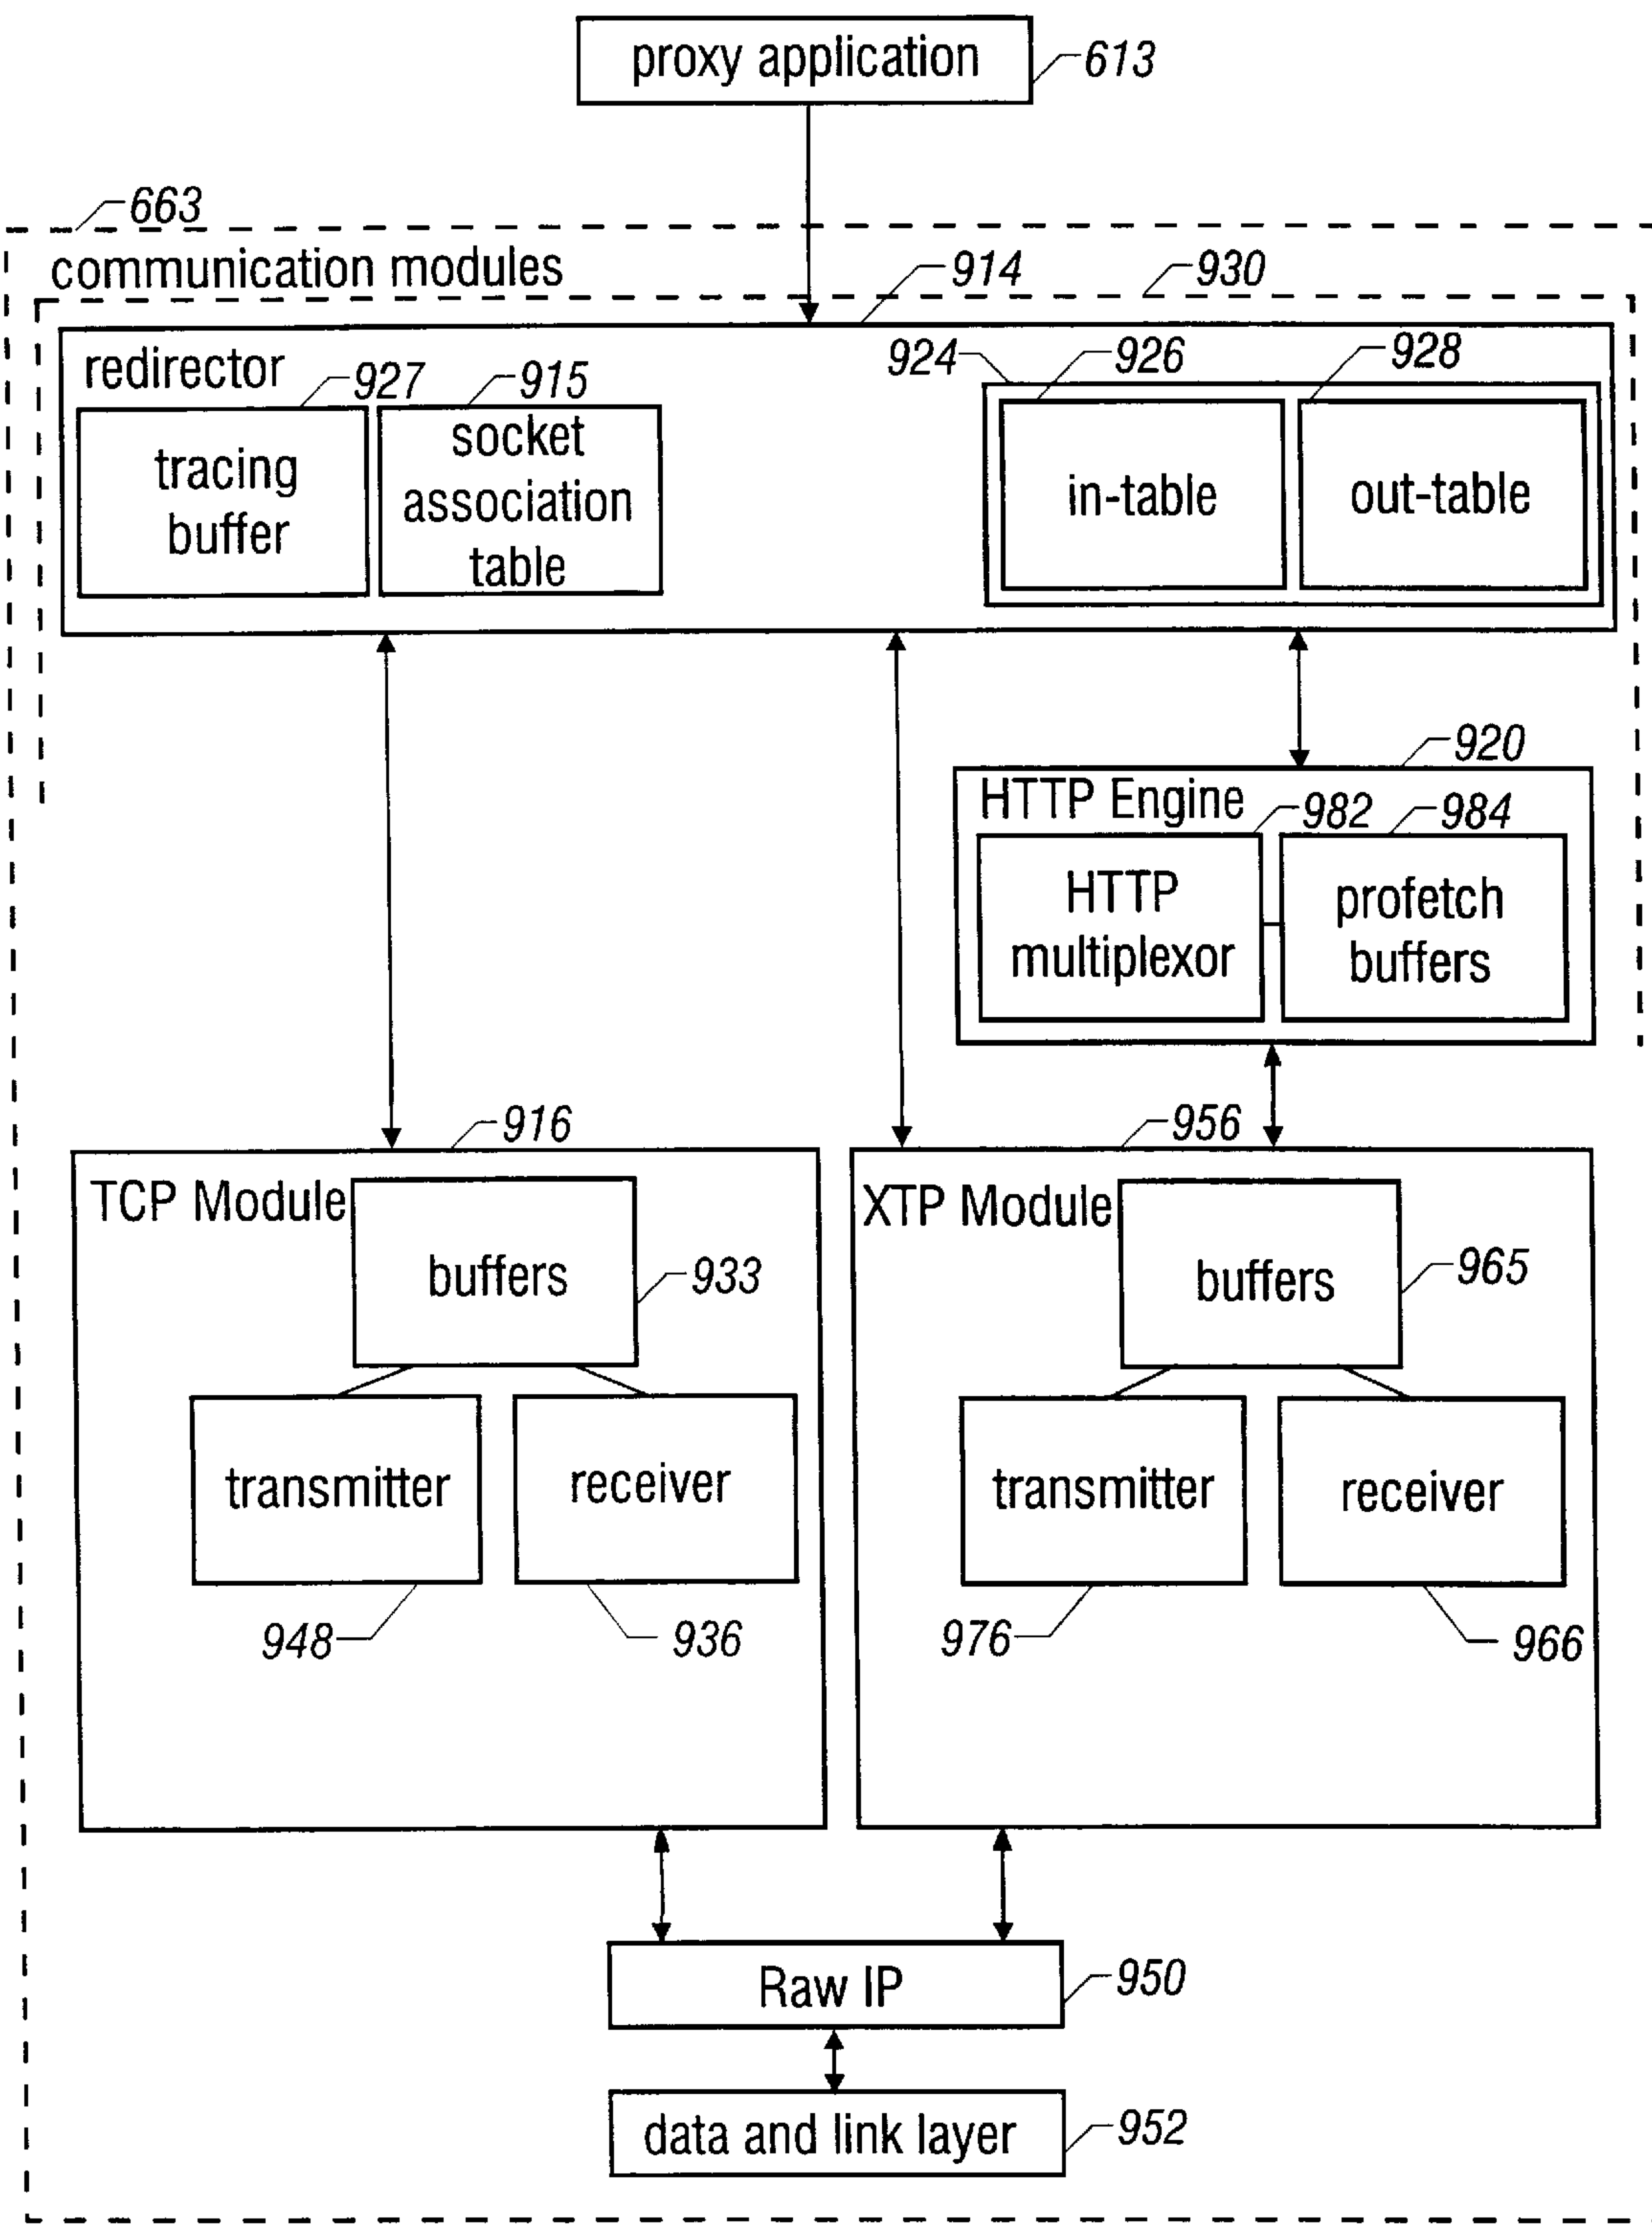 proxy application
613
663
communication modules
914
930
redirector
927
915
924
926
928
tracing
buffer
socket
association
table
in-table
out-table
920
HTTP Engine
982
984
HTTP
multiplexor
profetch
buffers
916
956
TCP Module
buffers
933
XTP Module
buffers
965
transmitter
receiver
transmitter
receiver
948
936
976
966
Raw IP
950
data and link layer
952